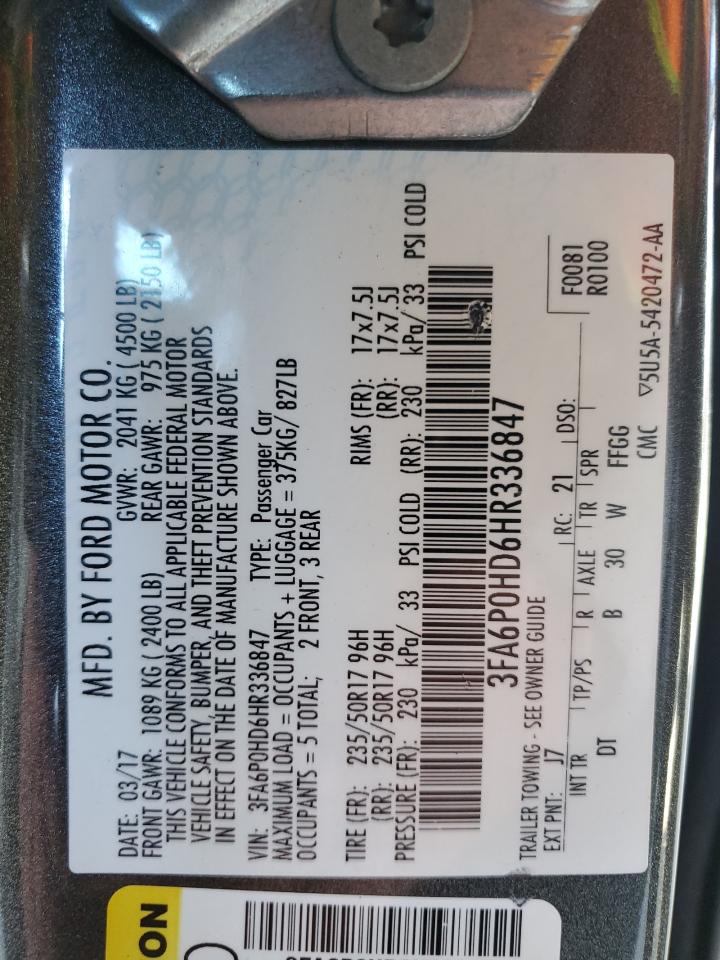 MFD. BY FORD MOTOR CO.
DATE: 03/17 GVWR: 2041 KG ( 4500 LB)
FRONT GAWR: 1089 KG ( 2400 LB) REAR GAWR: 975 KG ( 2150 LB)
THIS VEHICLE CONFORMS TO ALL APPLICABLE FEDERAL MOTOR
VEHICLE SAFETY, BUMPER, AND THEFT PREVENTION STANDARDS
IN EFFECT ON THE DATE OF MANUFACTURE SHOWN ABOVE.
VIN: 3FA6P0HD6HR336847 TYPE: Passenger Car
MAXIMUM LOAD = OCCUPANTS + LUGGAGE = 375KG/ 827LB
OCCUPANTS = 5 TOTAL; 2 FRONT, 3 REAR
TIRE (FR): 235/50R17 96H RIMS (FR): 17x7.5J
(RR): 235/50R17 96H (RR): 17x7.5J
PRESSURE (FR): 230 kPa/ 33 PSI COLD (RR): 230 kPa/ 33 PSI COLD
3FA6P0HD6HR336847
TRAILER TOWING - SEE OWNER GUIDE F0081
EXT PNT: J7 RC: 21 DSO: R0100
INT TR TP/PS R AXLE TR SPR
DT B 30 W FFGG
CMC ▽5U5A-5420472-AA
ON